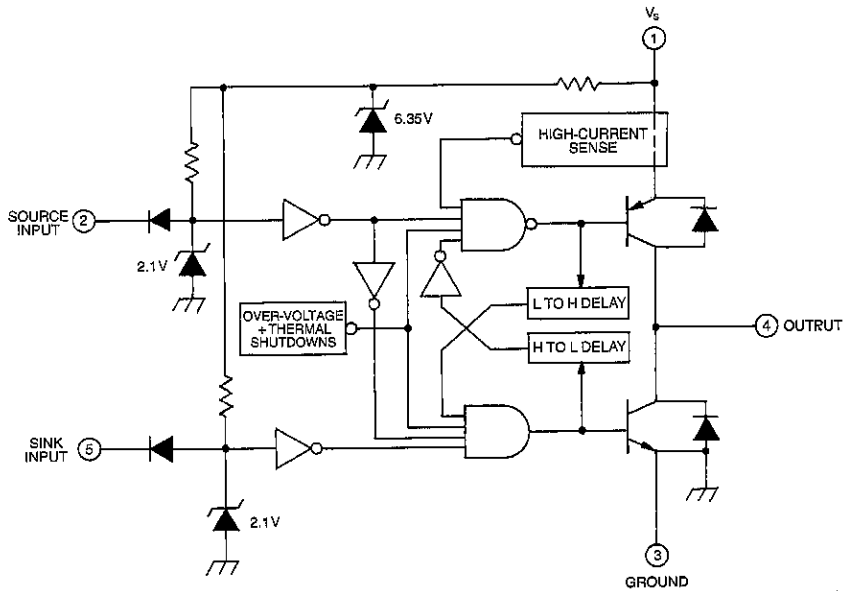 VS
1
6.35V
HIGH-CURRENT
SENSE
SOURCE
INPUT
2
2.1V
OVER-VOLTAGE
+ THERMAL
SHUTDOWNS
L TO H DELAY
H TO L DELAY
4 OUTRUT
SINK
INPUT
5
2.1V
3
GROUND